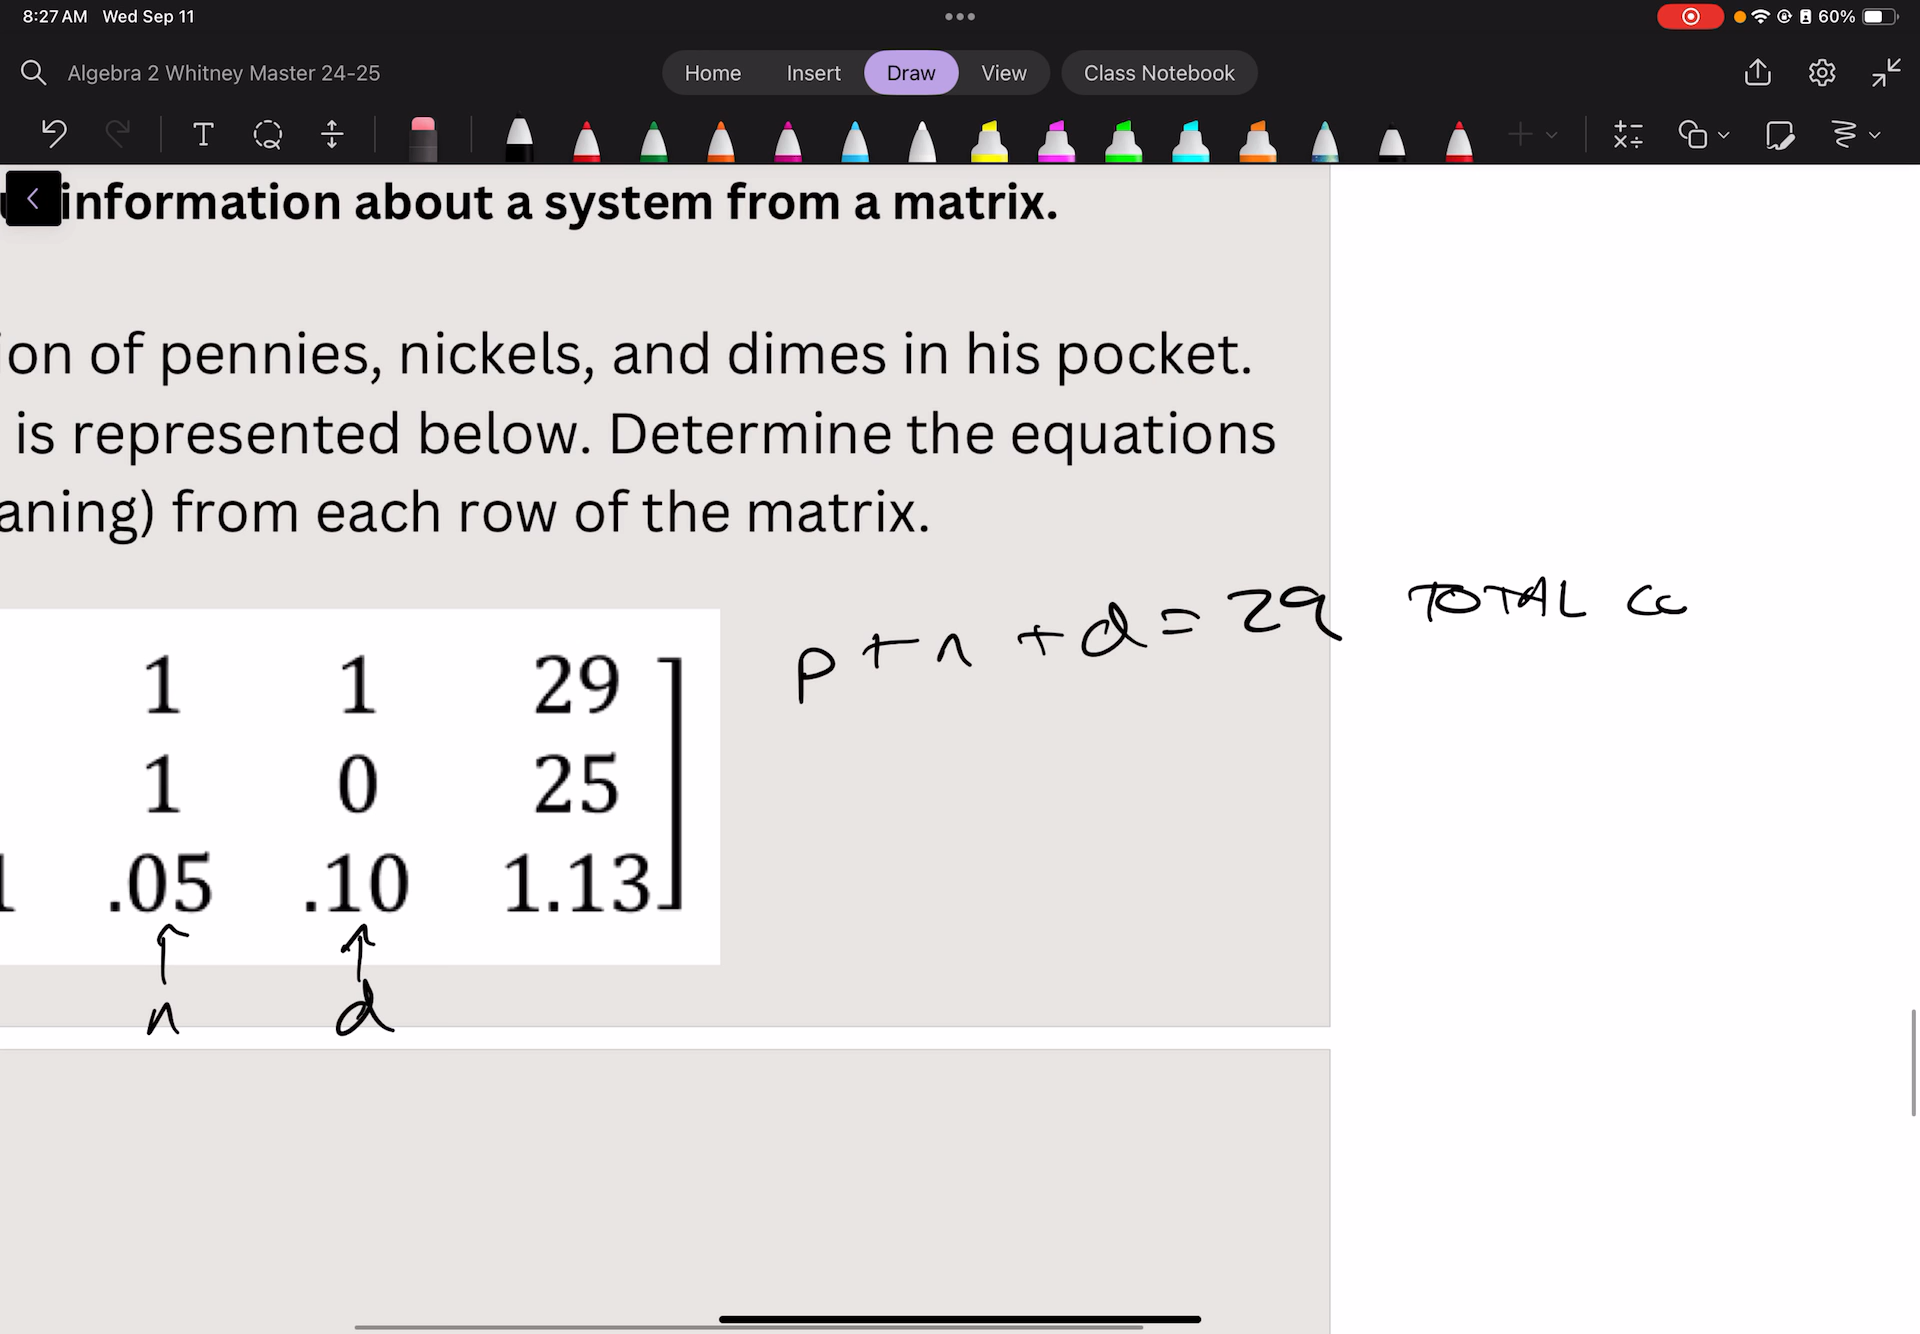 8:27 AM Wed Sep 11
60%
Algebra 2 Whitney Master 24-25
Home Insert Draw View Class Notebook
information about a system from a matrix.
ion of pennies, nickels, and dimes in his pocket.
is represented below. Determine the equations
aning) from each row of the matrix.
p + n + d = 29 TOTAL co
1 1 29
1 0 25
1 .05 .10 1.13
n d